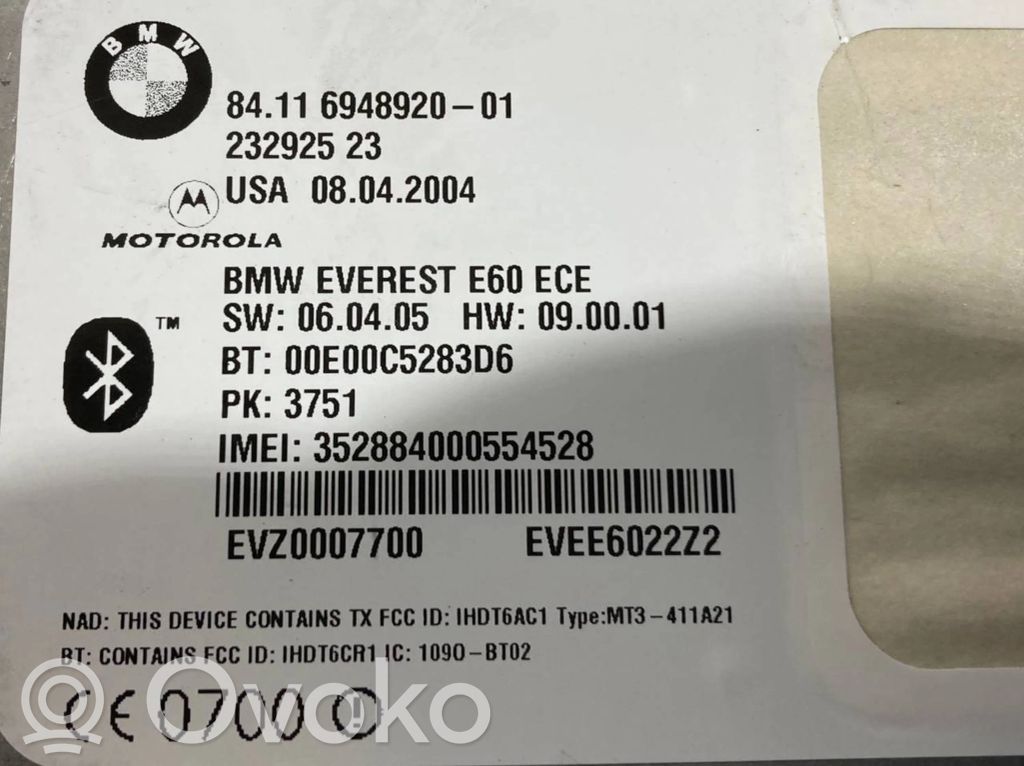 BMW
84.11 6948920-01
232925 23
USA 08.04.2004
MOTOROLA
BMW EVEREST E60 ECE
TM
SW: 06.04.05 HW: 09.00.01
BT: 00E00C5283D6
PK: 3751
IMEI: 352884000554528
EVZ0007700 EVEE6022Z2
NAD: THIS DEVICE CONTAINS TX FCC ID: IHDT6AC1 Type:MT3-411A21
BT: CONTAINS FCC ID: IHDT6CR1 IC: 1090-BT02
CE 0700
Ovoko